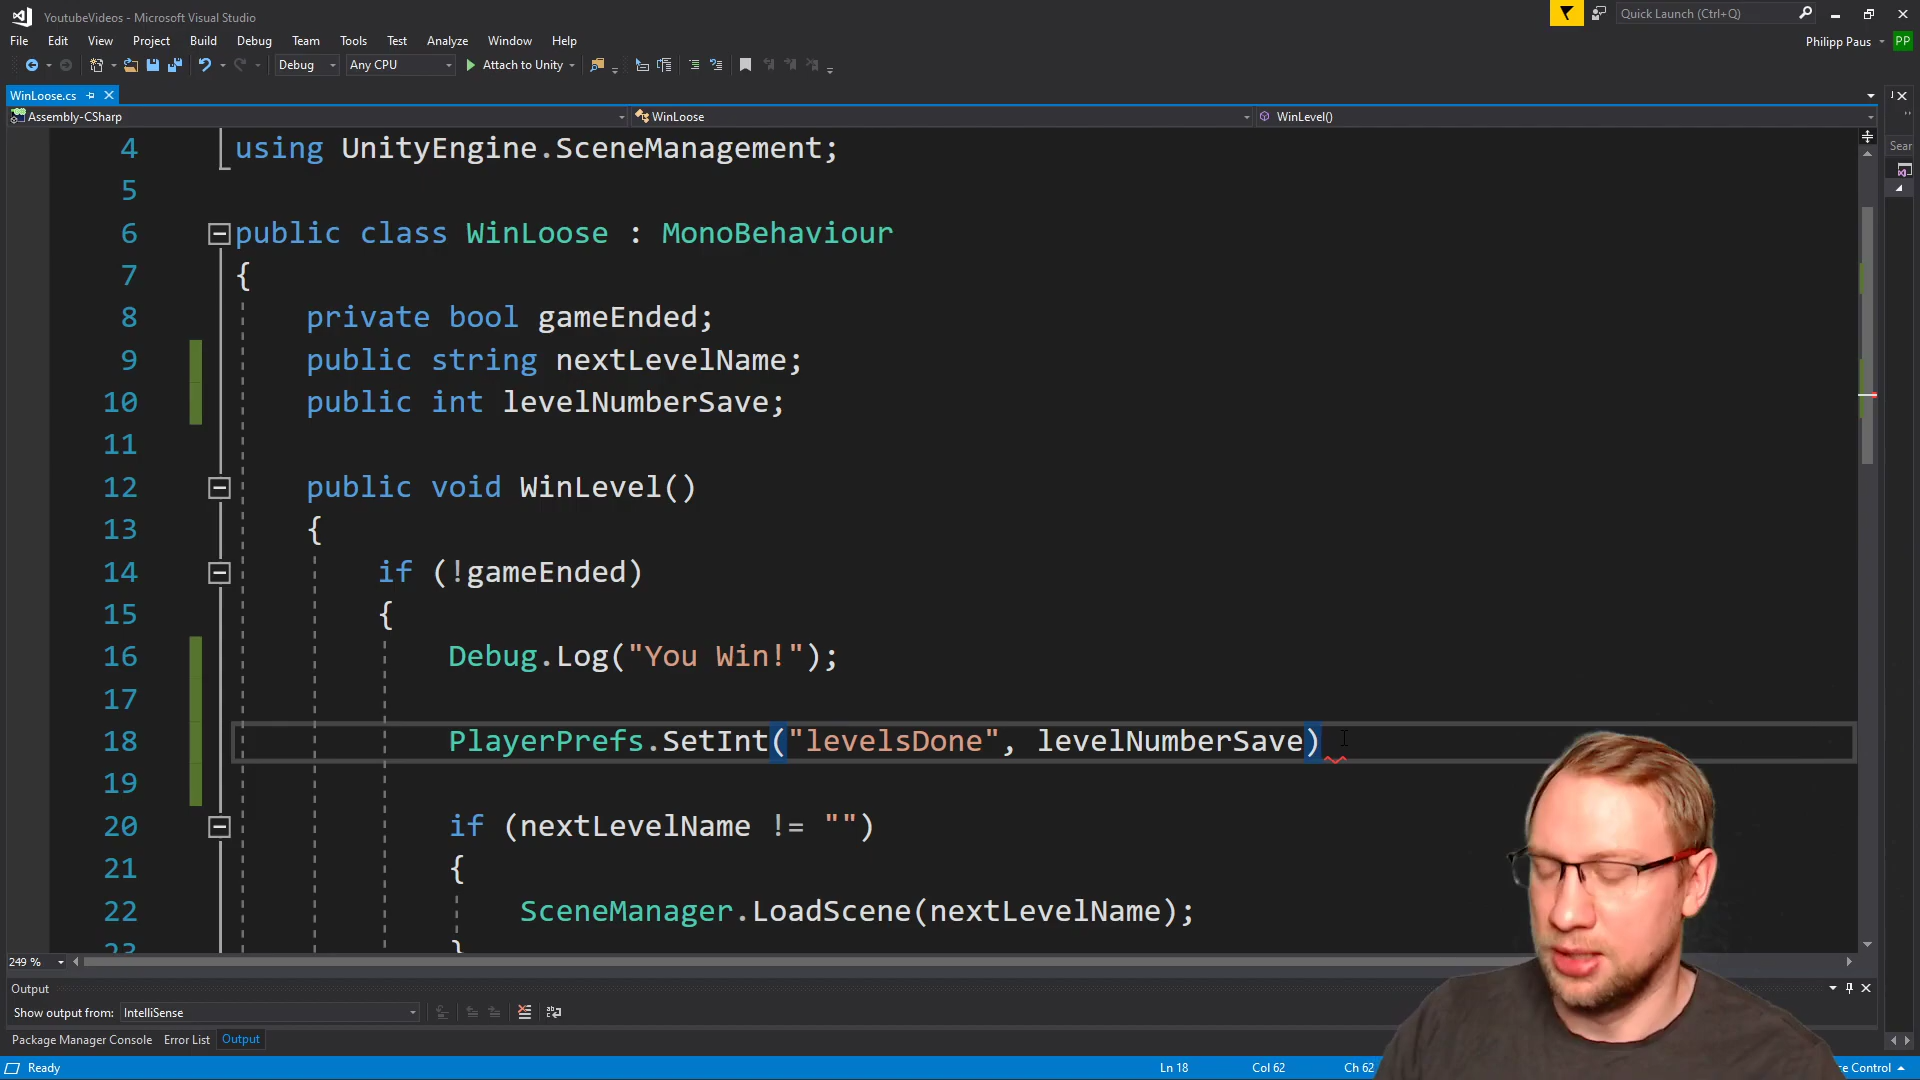 YoutubeVideos - Microsoft Visual Studio
Quick Launch (Ctrl+Q)
File Edit View Project Build Debug Team Tools Test Analyze Window Help
Philipp Paus PP
Debug Any CPU Attach to Unity
WinLoose.cs
Assembly-CSharp WinLoose WinLevel()
Sear
4 using UnityEngine.SceneManagement;
5
6 public class WinLoose : MonoBehaviour
7 {
8 private bool gameEnded;
9 public string nextLevelName;
10 public int levelNumberSave;
11
12 public void WinLevel()
13 {
14 if (!gameEnded)
15 {
16 Debug.Log("You Win!");
17
18 PlayerPrefs.SetInt("levelsDone", levelNumberSave)
19
20 if (nextLevelName != "")
21 {
22 SceneManager.LoadScene(nextLevelName);
23 }
249 %
Output
Show output from: IntelliSense
Package Manager Console Error List Output
Ready Ln 18 Col 62 Ch 62 Control